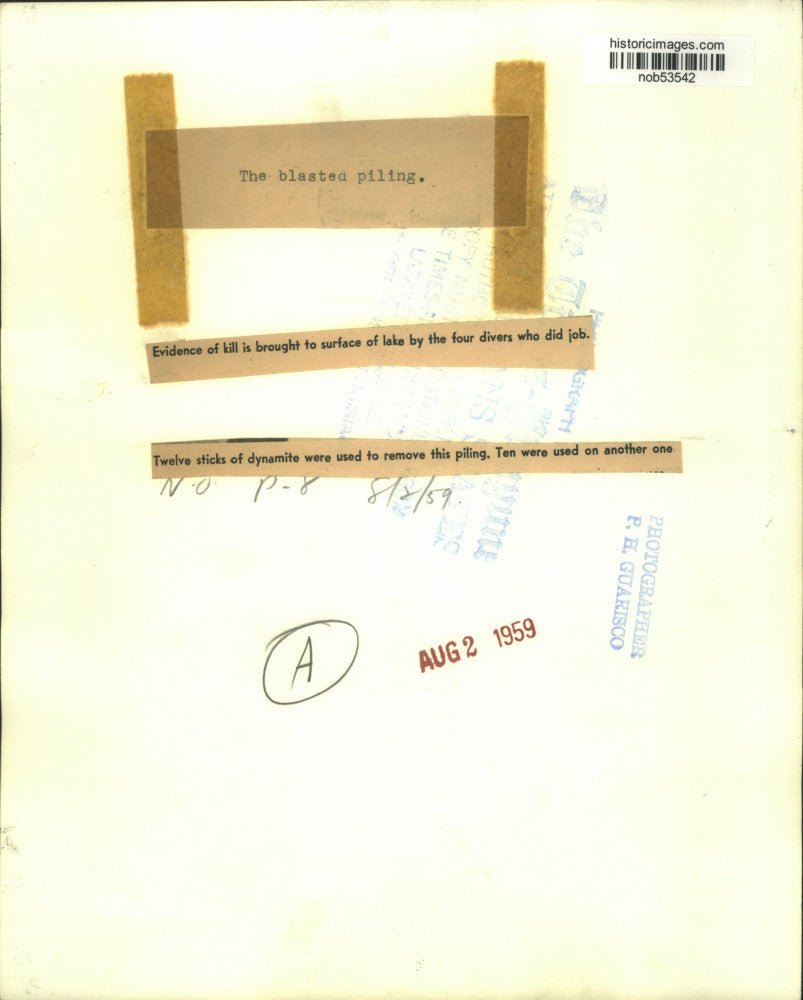 historicimages.com
nob53542
The blasted piling.
Evidence of kill is brought to surface of lake by the four divers who did job.
Twelve sticks of dynamite were used to remove this piling. Ten were used on another one
N.O. P-8 8/2/59.
PHOTOGRAPHER
P. H. GUARISCO
AUG 2 1959
A